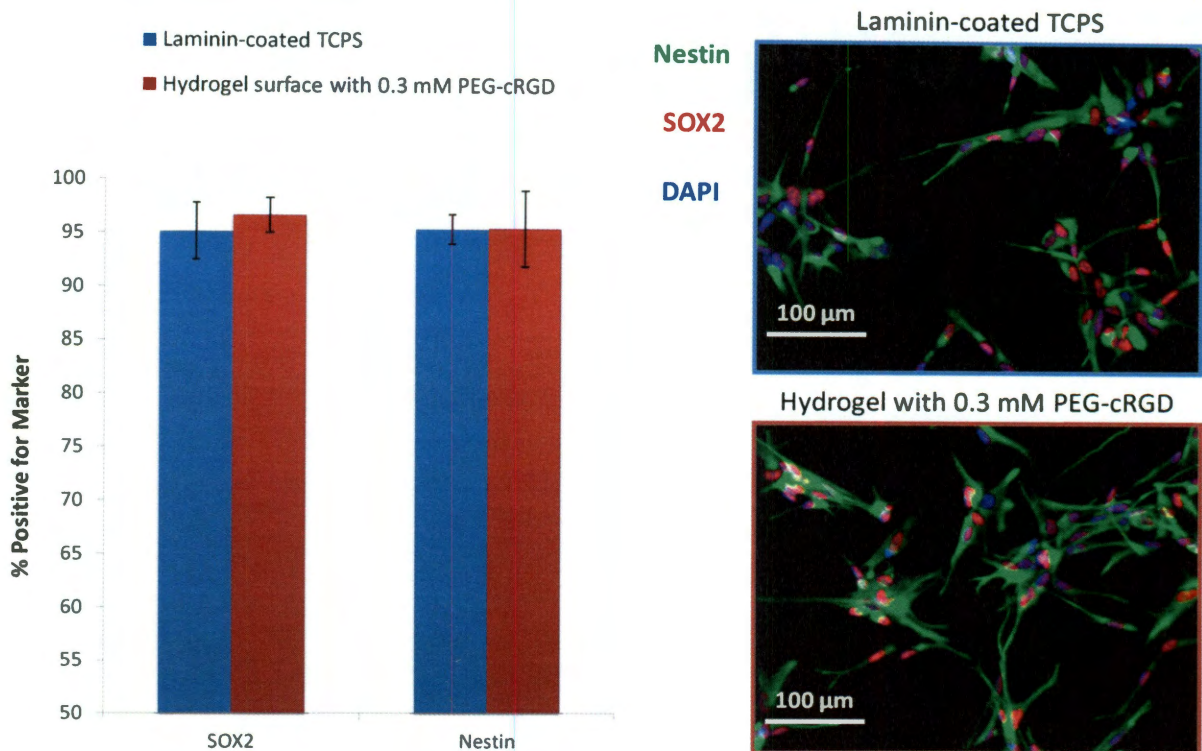 Laminin-coated TCPS
Hydrogel surface with 0.3 mM PEG-cRGD
% Positive for Marker
100
95
90
85
80
75
70
65
60
55
50
SOX2
Nestin
Nestin
SOX2
DAPI
Laminin-coated TCPS
100 µm
Hydrogel with 0.3 mM PEG-cRGD
100 µm